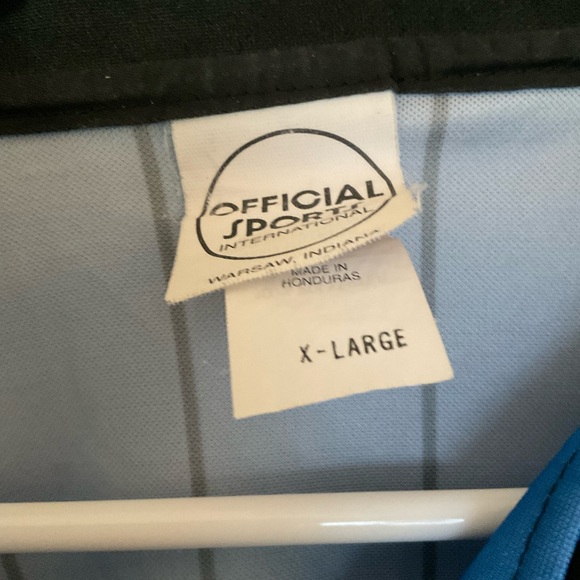 OFFICIAL
SPORTS
INTERNATIONAL
WARSAW, INDIANA
MADE IN
HONDURAS
X-LARGE